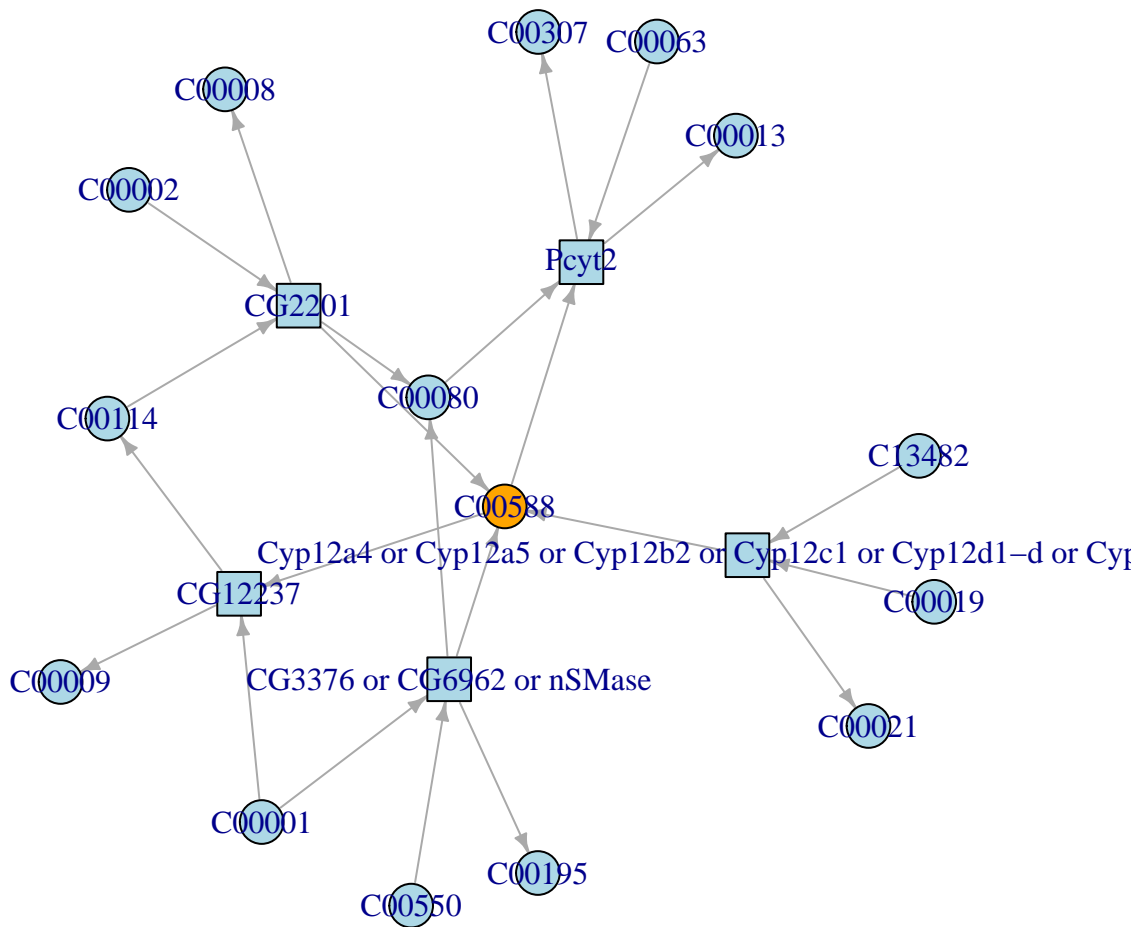 C00307
C00063
C00008
C00013
C00002
Pcyt2
CG2201
C00080
C00114
C13482
C00588
Cyp12a4 or Cyp12a5 or Cyp12b2 or Cyp12c1 or Cyp12d1−d or Cyp
CG12237
C00019
C00009
CG3376 or CG6962 or nSMase
C00021
C00001
C00195
C00550